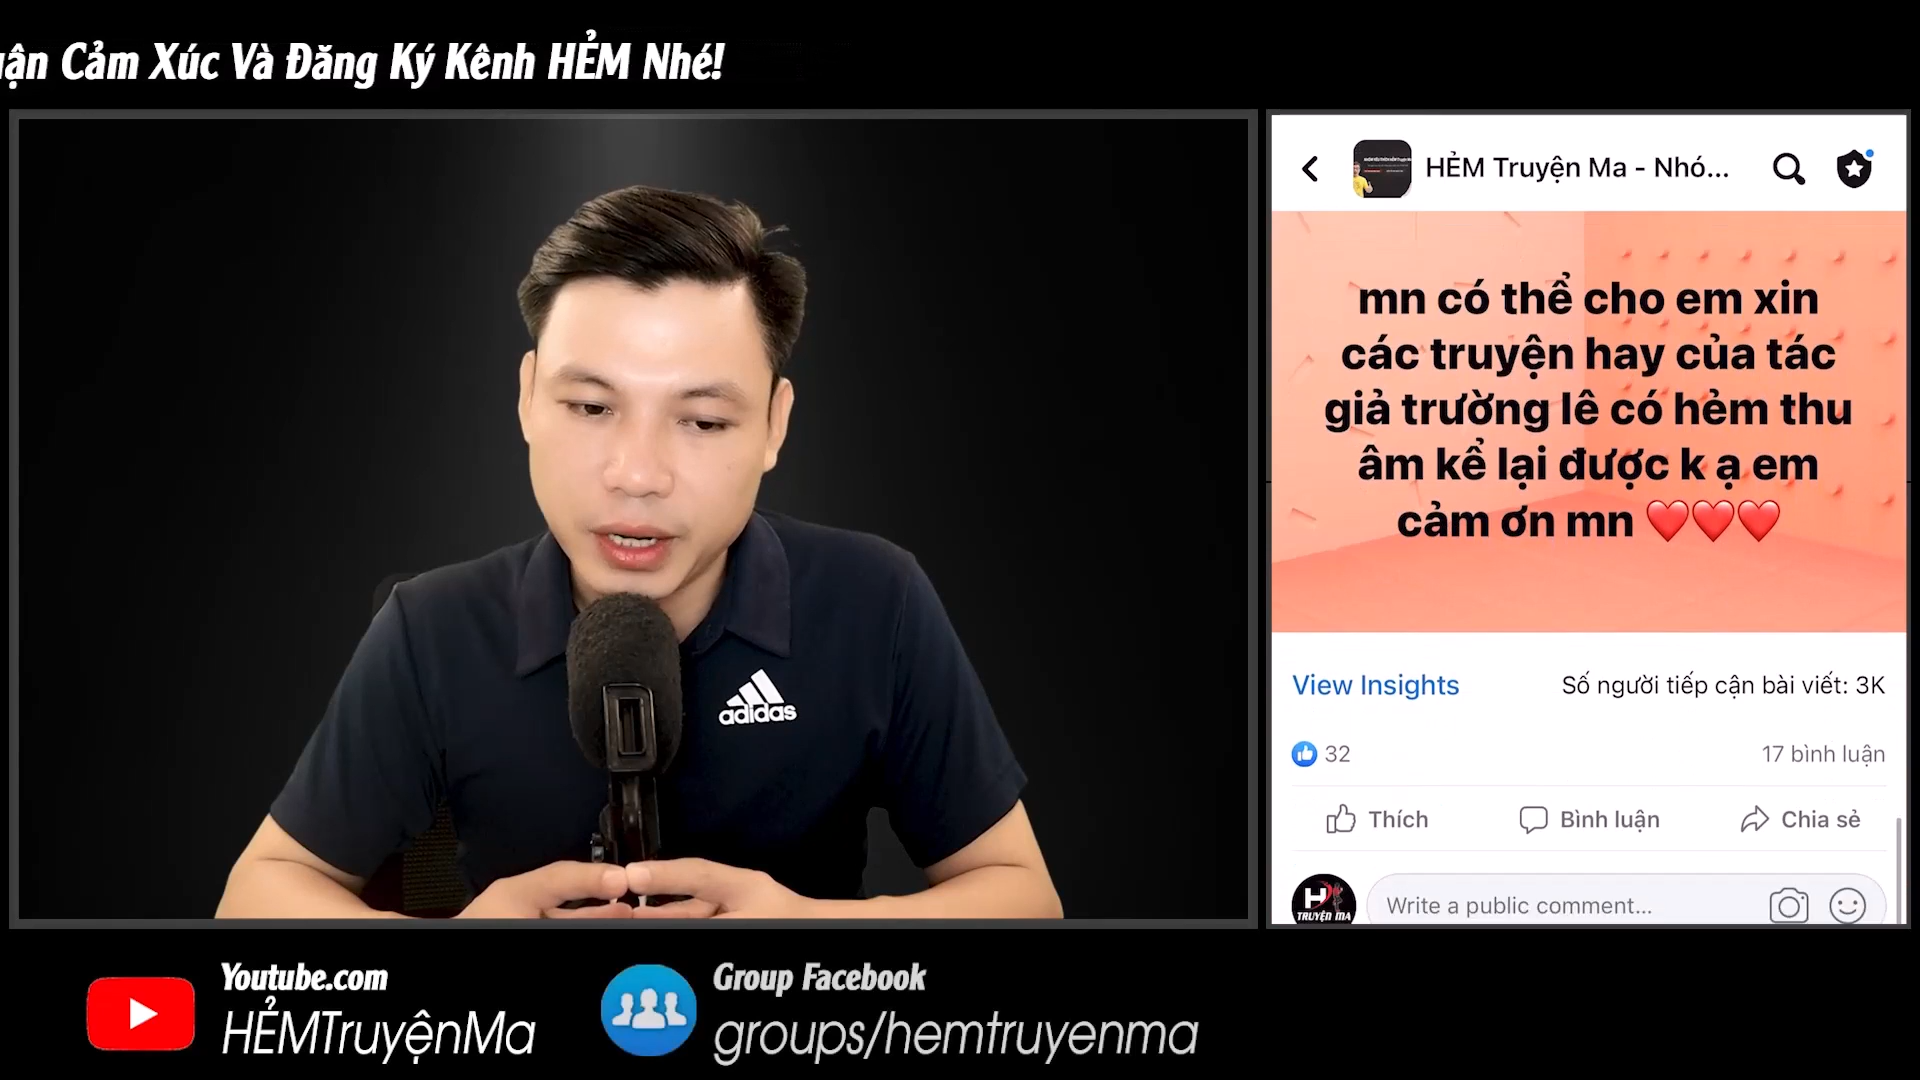 Cảm Xúc Và Đăng Ký Kênh HẺM Nhé!
HẺM Truyện Ma - Nhó...
mn có thể cho em xin
các truyện hay của tác
giả trường lê có hẻm thu
âm kể lại được k ạ em
cảm ơn mn ❤️❤️❤️
View Insights
Số người tiếp cận bài viết: 3K
32
17 bình luận
Thích
Bình luận
Chia sẻ
H
TRUYỆN MA
Write a public comment...
adidas
Youtube.com
HẺMTruyệnMa
Group Facebook
groups/hemtruyenma